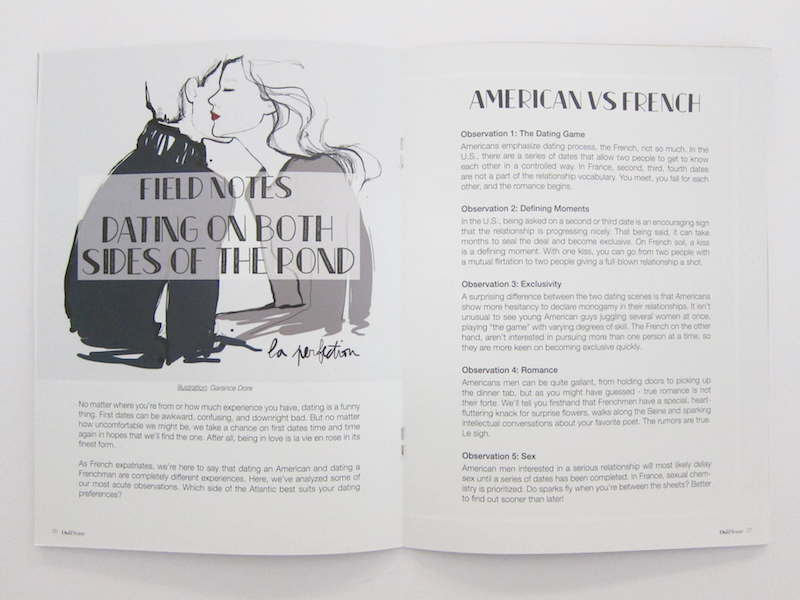 FIELD NOTES
DATING ON BOTH
SIDES OF THE POND
la perfection
Illustration: Garance Dore
No matter where you're from or how much experience you have, dating is a funny
thing. First dates can be awkward, confusing, and downright bad. But no matter
how uncomfortable we might be, we take a chance on first dates time and time
again in hopes that we'll find the one. After all, being in love is la vie en rose in its
finest form.
As French expatriates, we're here to say that dating an American and dating a
Frenchman are completely different experiences. Here, we've analyzed some of
our most acute observations. Which side of the Atlantic best suits your dating
preferences?
AMERICAN VS FRENCH
Observation 1: The Dating Game
Americans emphasize dating process, the French, not so much. In the
U.S., there are a series of dates that allow two people to get to know
each other in a controlled way. In France, second, third, fourth dates
are not a part of the relationship vocabulary. You meet, you fall for each
other, and the romance begins.
Observation 2: Defining Moments
In the U.S., being asked on a second or third date is an encouraging sign
that the relationship is progressing nicely. That being said, it can take
months to seal the deal and become exclusive. On French soil, a kiss
is a defining moment. With one kiss, you can go from two people with
a mutual flirtation to two people giving a full-blown relationship a shot.
Observation 3: Exclusivity
A surprising difference between the two dating scenes is that Americans
show more hesitancy to declare monogamy in their relationships. It isn't
unusual to see young American guys juggling several women at once,
playing "the game" with varying degrees of skill. The French on the other
hand, aren't interested in pursuing more than one person at a time, so
they are more keen on becoming exclusive quickly.
Observation 4: Romance
Americans men can be quite gallant, from holding doors to picking up
the dinner tab, but as you might have guessed - true romance is not
their forte. We'll tell you firsthand that Frenchmen have a special, heart-
fluttering knack for surprise flowers, walks along the Seine and sparking
intellectual conversations about your favorite poet. The rumors are true.
Le sigh.
Observation 5: Sex
American men interested in a serious relationship will most likely delay
sex until a series of dates has been completed. In France, sexual chem-
istry is prioritized. Do sparks fly when you're between the sheets? Better
to find out sooner than later!